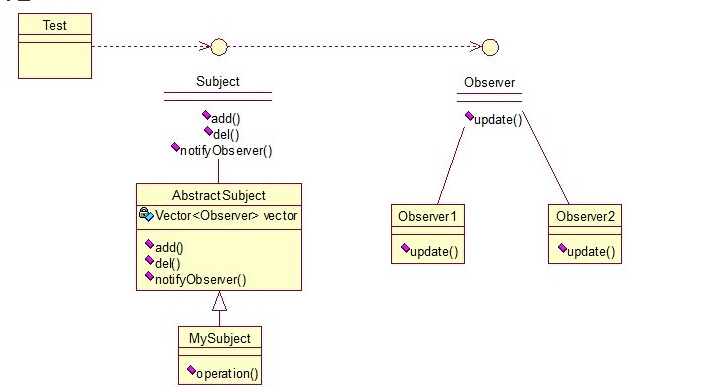 Test
Subject
add()
del()
notifyObserver()
Observer
update()
AbstractSubject
Vector<Observer> vector
add()
del()
notifyObserver()
Observer1
update()
Observer2
update()
MySubject
operation()